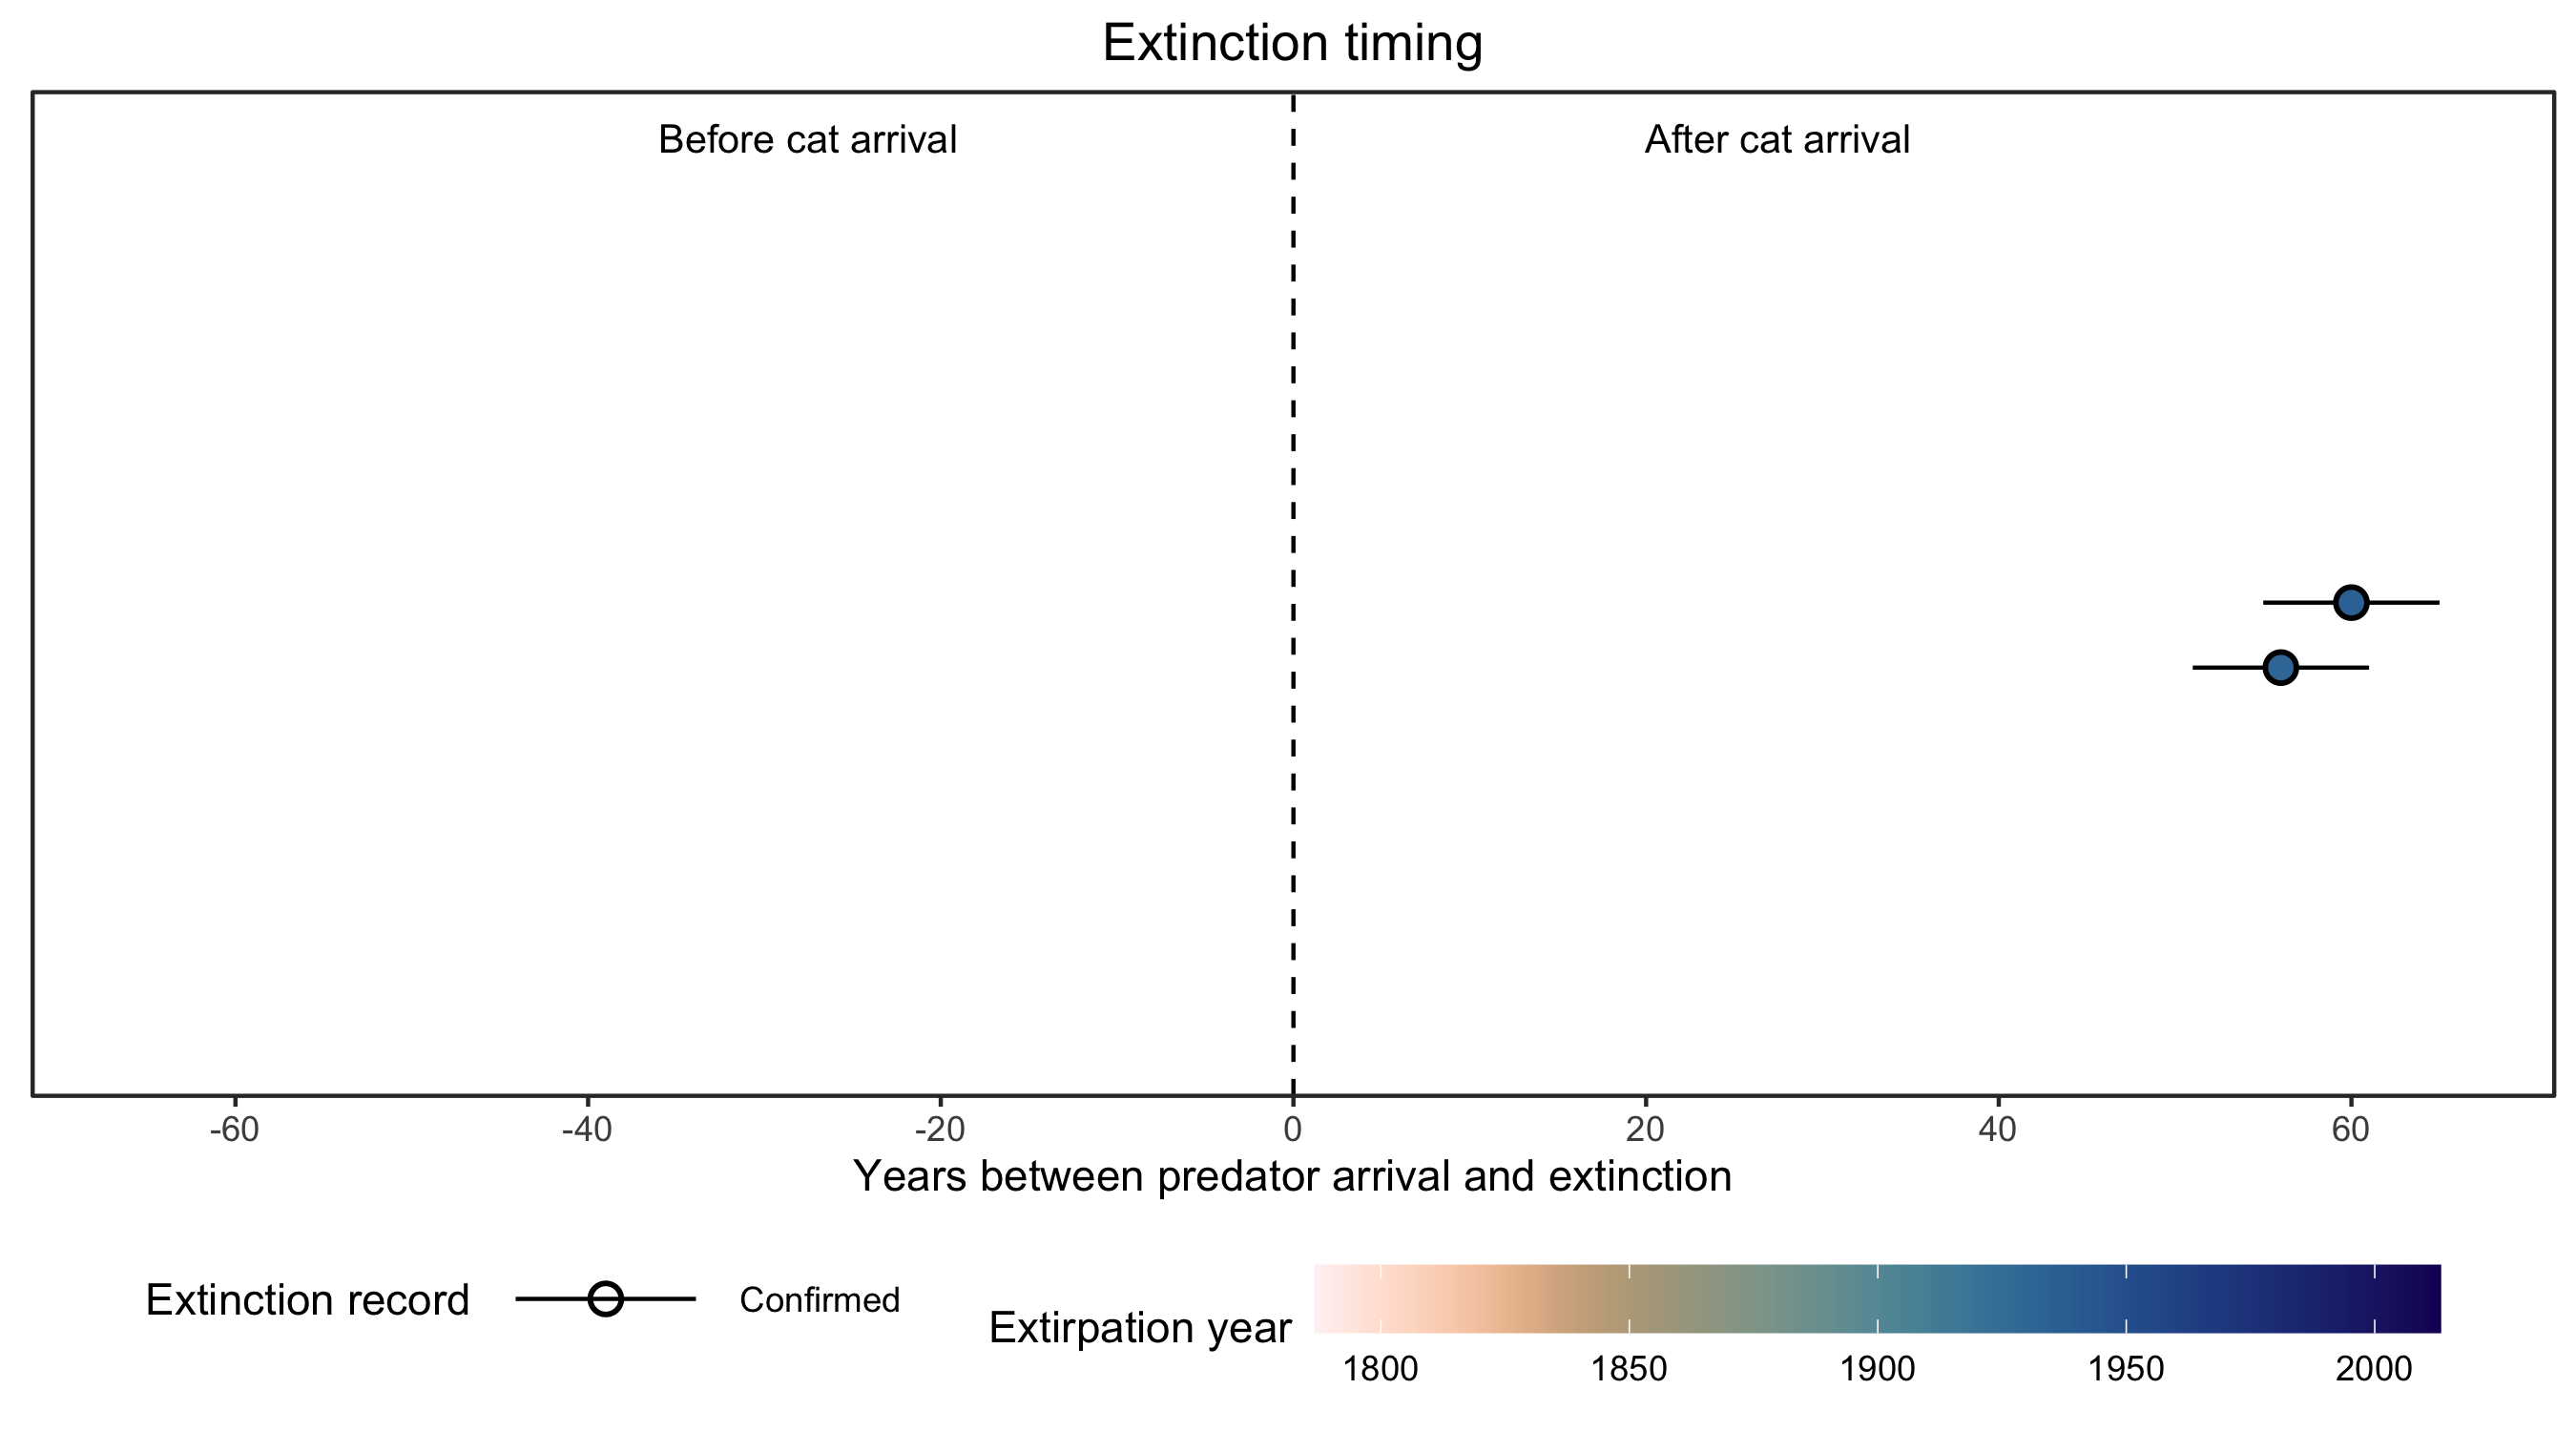 Extinction timing
Before cat arrival
After cat arrival
-60
-40
-20
0
20
40
60
Years between predator arrival and extinction
Extinction record
Confirmed
Extirpation year
1800
1850
1900
1950
2000